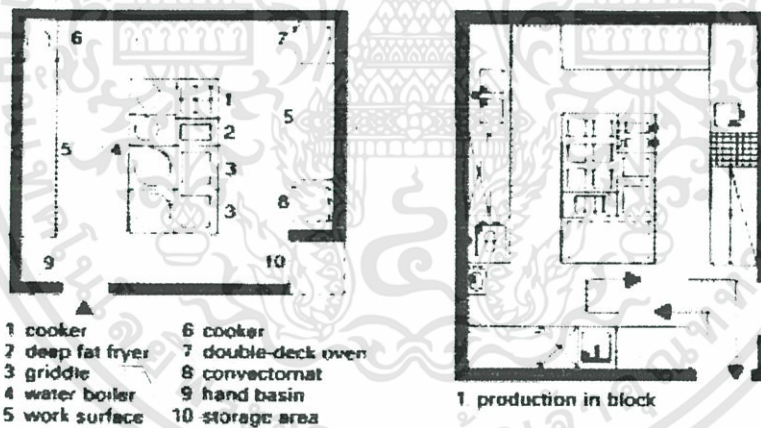 6
7
1
5
2
5
4
3
3
8
9
10
1 cooker
2 deep fat fryer
3 griddle
4 water boiler
5 work surface
6 cooker
7 double-deck oven
8 convectomat
9 hand basin
10 storage area
1 production in block